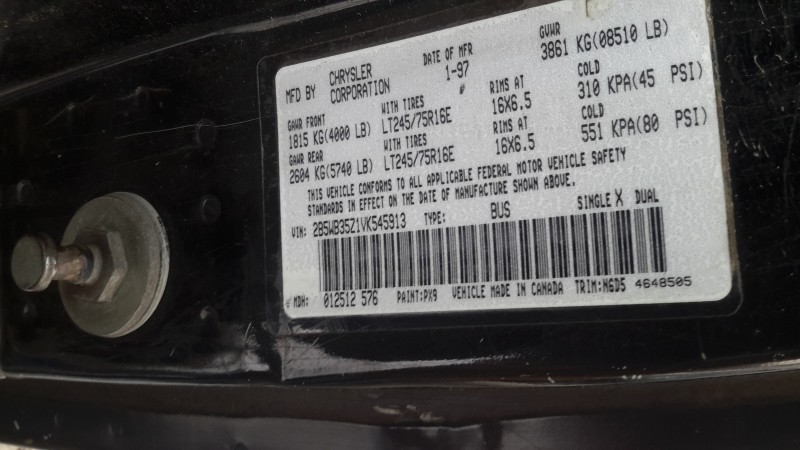 MFD BY CHRYSLER CORPORATION DATE OF MFR 1-97 GVWR 3861 KG(08510 LB)
GAWR FRONT WITH TIRES # RIMS AT COLD
1815 KG(4000 LB) LT245/75R16E 16X6.5 310 KPA(45 PSI)
GAWR REAR WITH TIRES RIMS AT COLD
2604 KG(5740 LB) LT245/75R16E 16X6.5 551 KPA(80 PSI)
THIS VEHICLE CONFORMS TO ALL APPLICABLE FEDERAL MOTOR VEHICLE SAFETY
STANDARDS IN EFFECT ON THE DATE OF MANUFACTURE SHOWN ABOVE.
VIN: 2B5WB35Z1VK545913 TYPE: BUS SINGLE X DUAL
MDH: 012512 576 PAINT:PX9 VEHICLE MADE IN CANADA TRIM:N6D5 4648505